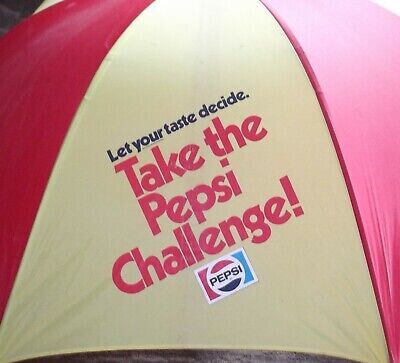 Let your taste decide.
Take the
Pepsi
Challenge!
PEPSI